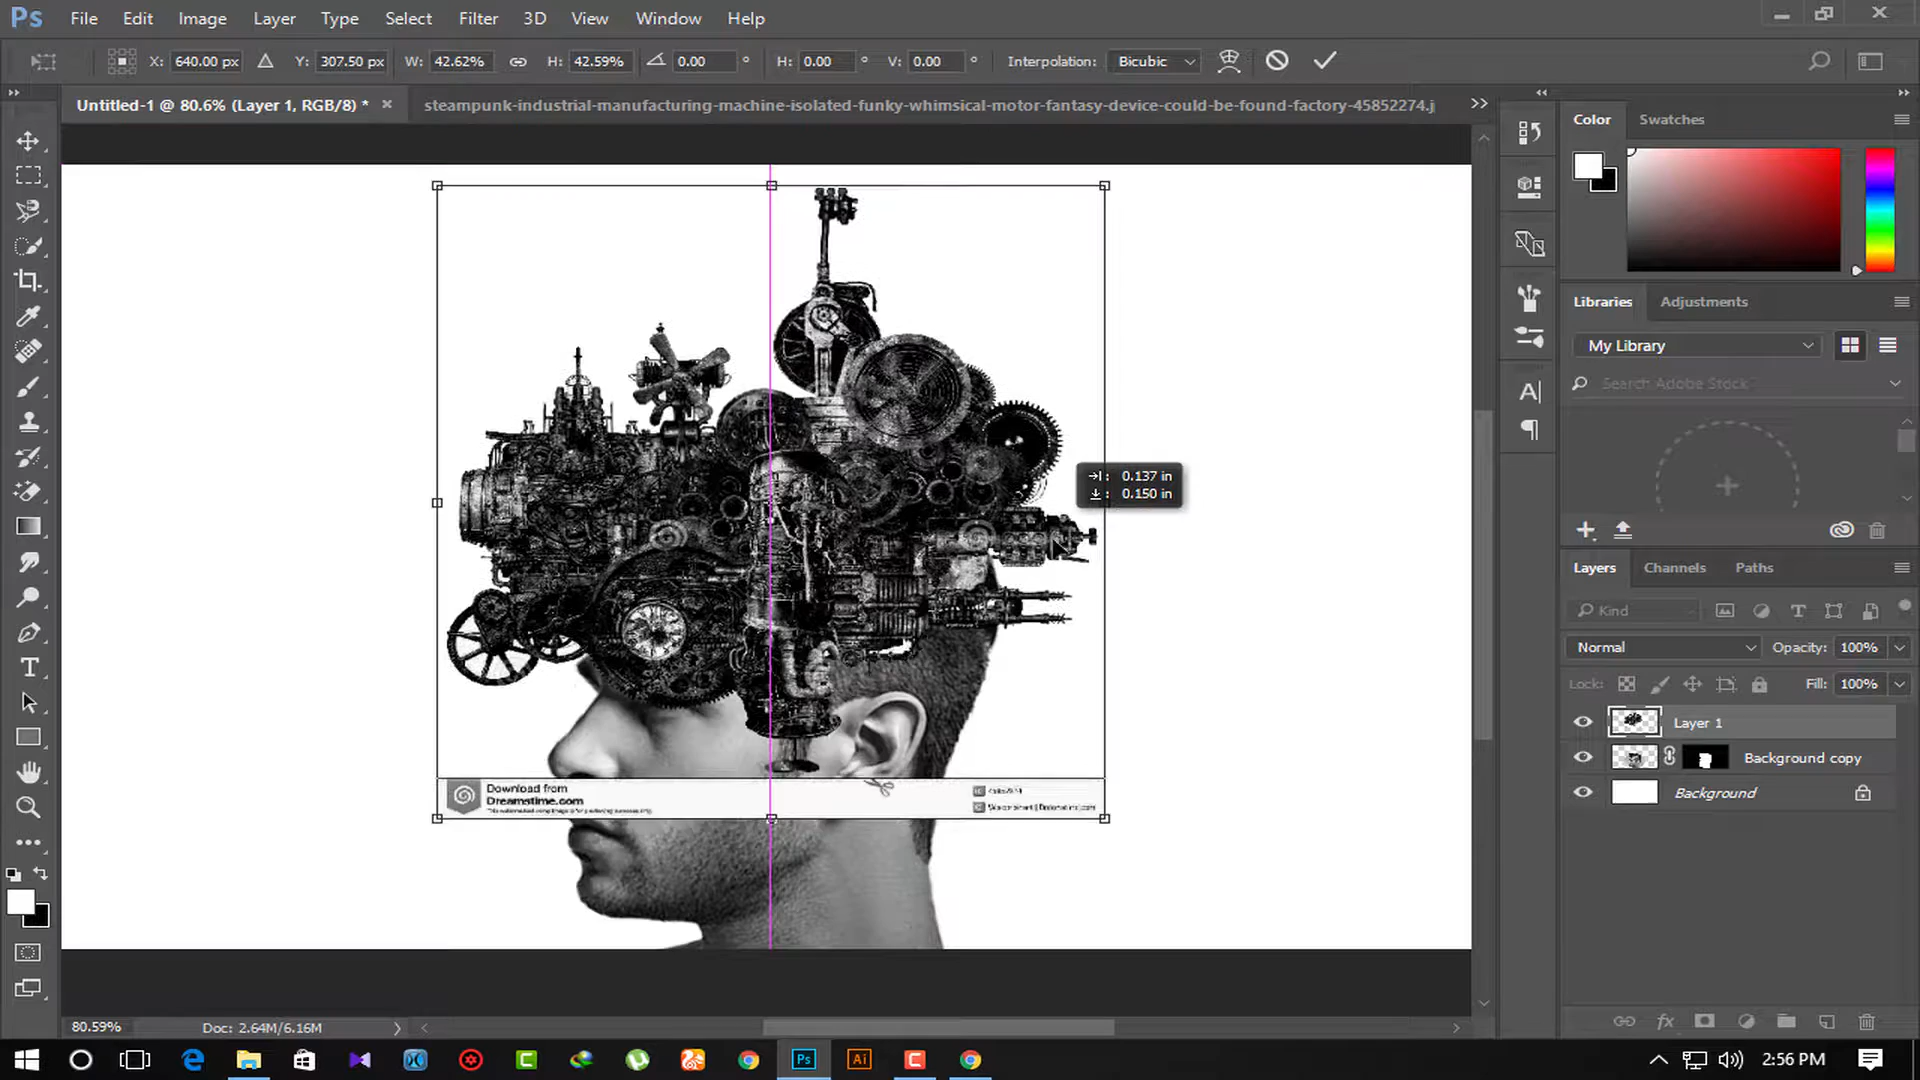 Ps File Edit Image Layer Type Select Filter 3D View Window Help
X: 640.00 px Y: 307.50 px W: 42.62% H: 42.59% 0.00 ° H: 0.00 ° V: 0.00 ° Interpolation: Bicubic
Untitled-1 @ 80.6% (Layer 1, RGB/8) * steampunk-industrial-manufacturing-machine-isolated-funky-whimsical-motor-fantasy-device-could-be-found-factory-45852274.j
Color Swatches
Libraries Adjustments
My Library
Search Adobe Stock
0.137 in
0.150 in
Layers Channels Paths
Kind
Normal Opacity: 100%
Lock: Fill: 100%
Layer 1
Background copy
Background
Download from
Dreamstime.com
80.59% Doc: 2.64M/6.16M
Ps Ai 2:56 PM